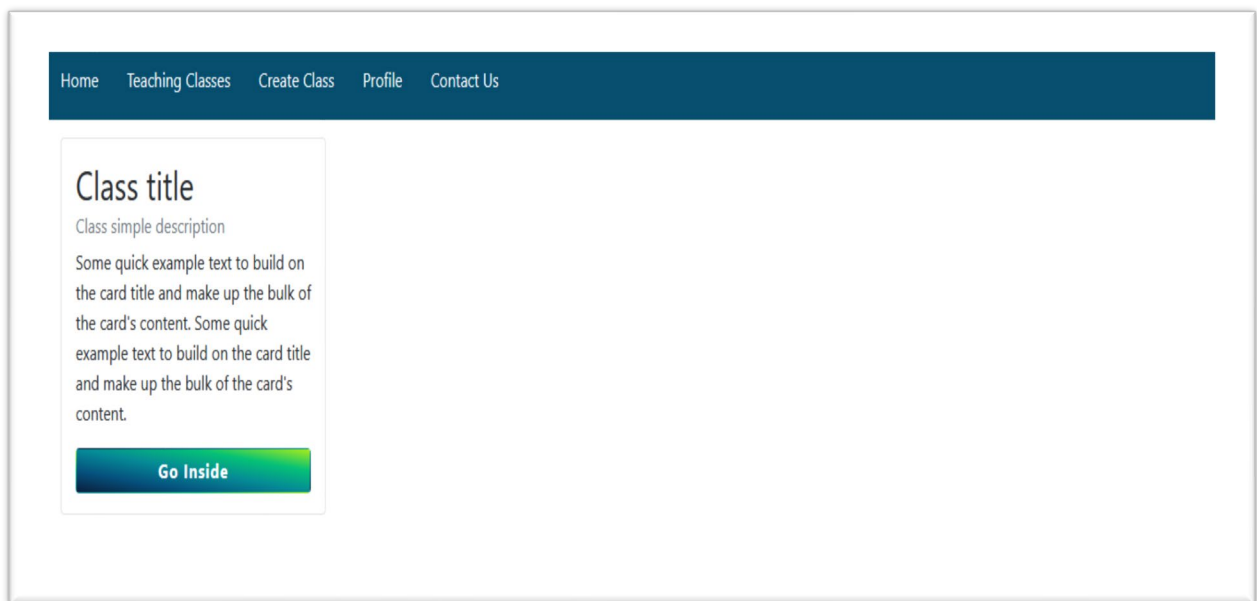 Home Teaching Classes Create Class Profile Contact Us
Class title
Class simple description
Some quick example text to build on
the card title and make up the bulk of
the card's content. Some quick
example text to build on the card title
and make up the bulk of the card's
content.
Go Inside